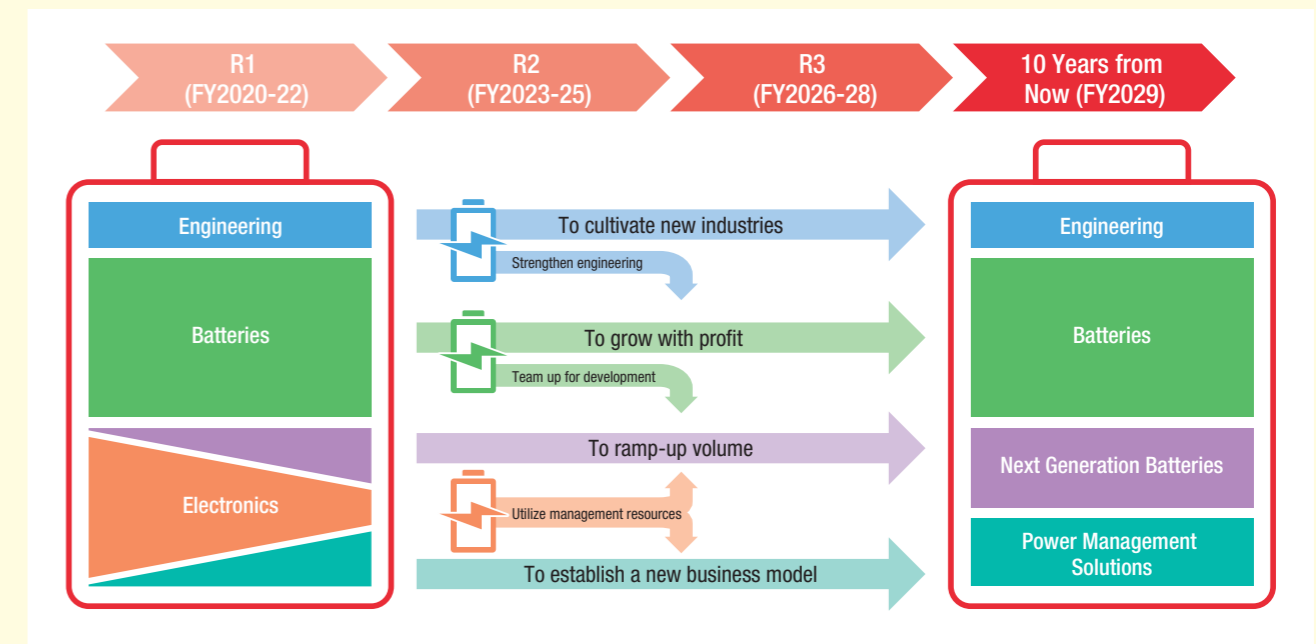 R1
(FY2020-22)
R2
(FY2023-25)
R3
(FY2026-28)
10 Years from
Now (FY2029)
Engineering
Batteries
Electronics
To cultivate new industries
Strengthen engineering
To grow with profit
Team up for development
To ramp-up volume
Utilize management resources
To establish a new business model
Engineering
Batteries
Next Generation Batteries
Power Management
Solutions